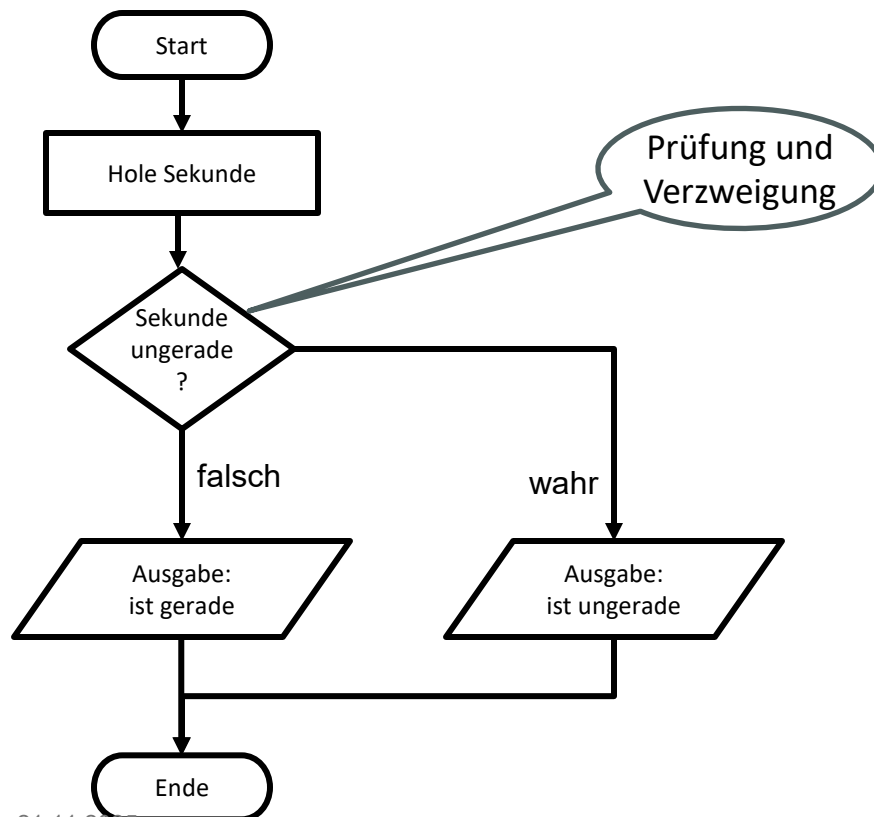 Start
Hole Sekunde
Prüfung und
Verzweigung
Sekunde
ungerade
?
falsch
wahr
Ausgabe:
ist gerade
Ausgabe:
ist ungerade
Ende